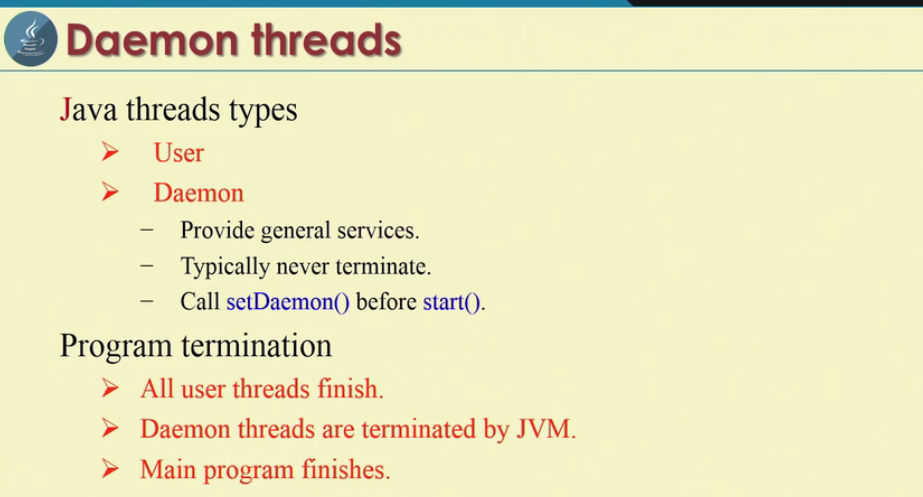 Daemon threads
Java threads types
➢ User
➢ Daemon
– Provide general services.
– Typically never terminate.
– Call setDaemon() before start().
Program termination
➢ All user threads finish.
➢ Daemon threads are terminated by JVM.
➢ Main program finishes.